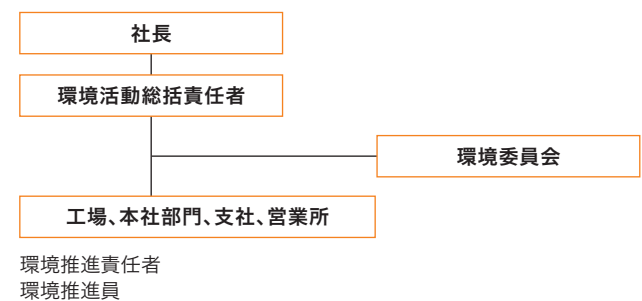 社長
環境活動総括責任者
環境委員会
工場、本社部門、支社、営業所
環境推進責任者
環境推進員